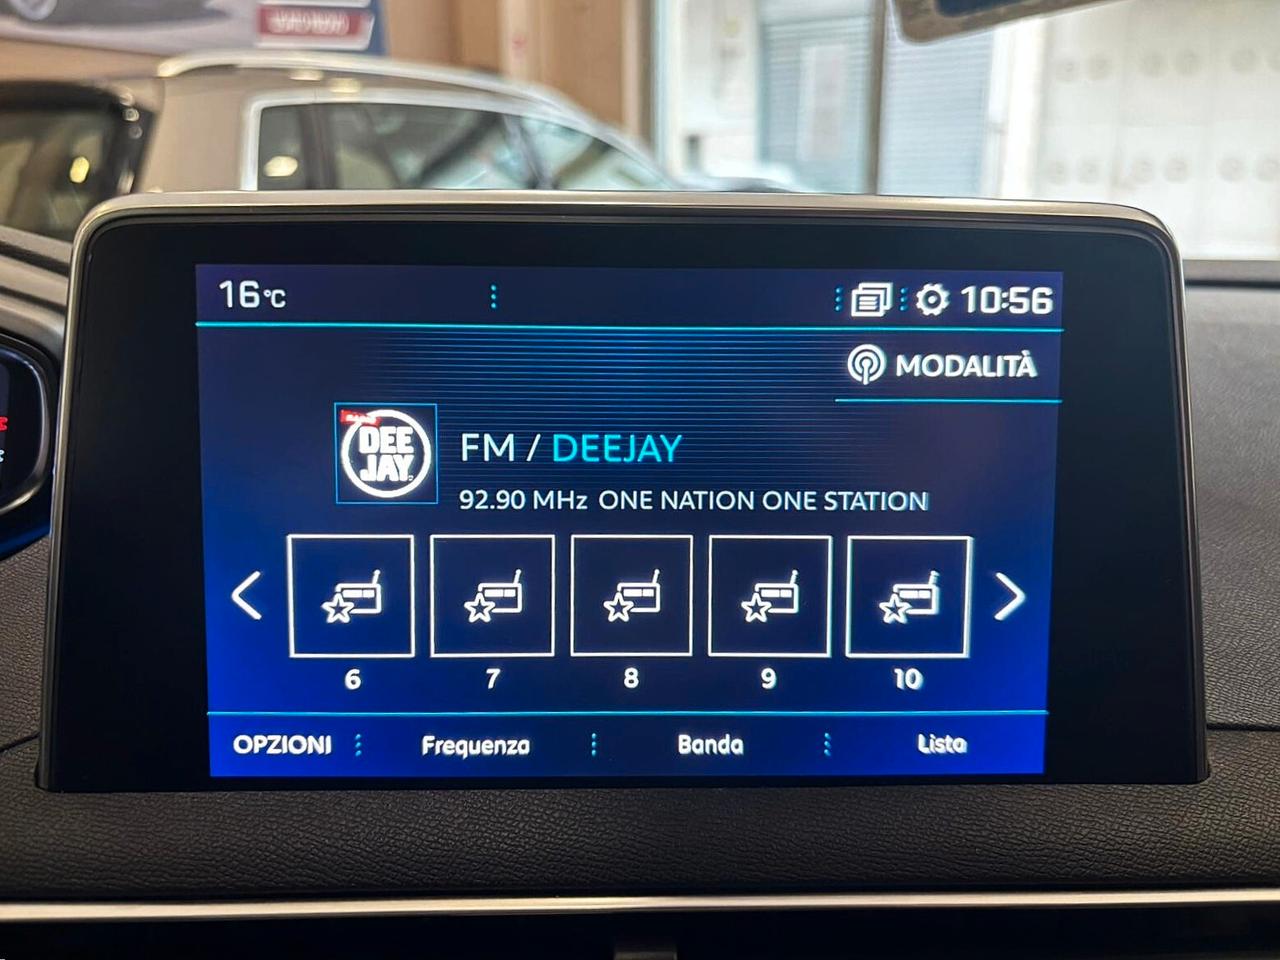 16°C
10:56
MODALITÀ
DEE
JAY
FM / DEEJAY
92.90 MHz ONE NATION ONE STATION
6
7
8
9
10
OPZIONI
Frequenza
Banda
Lista